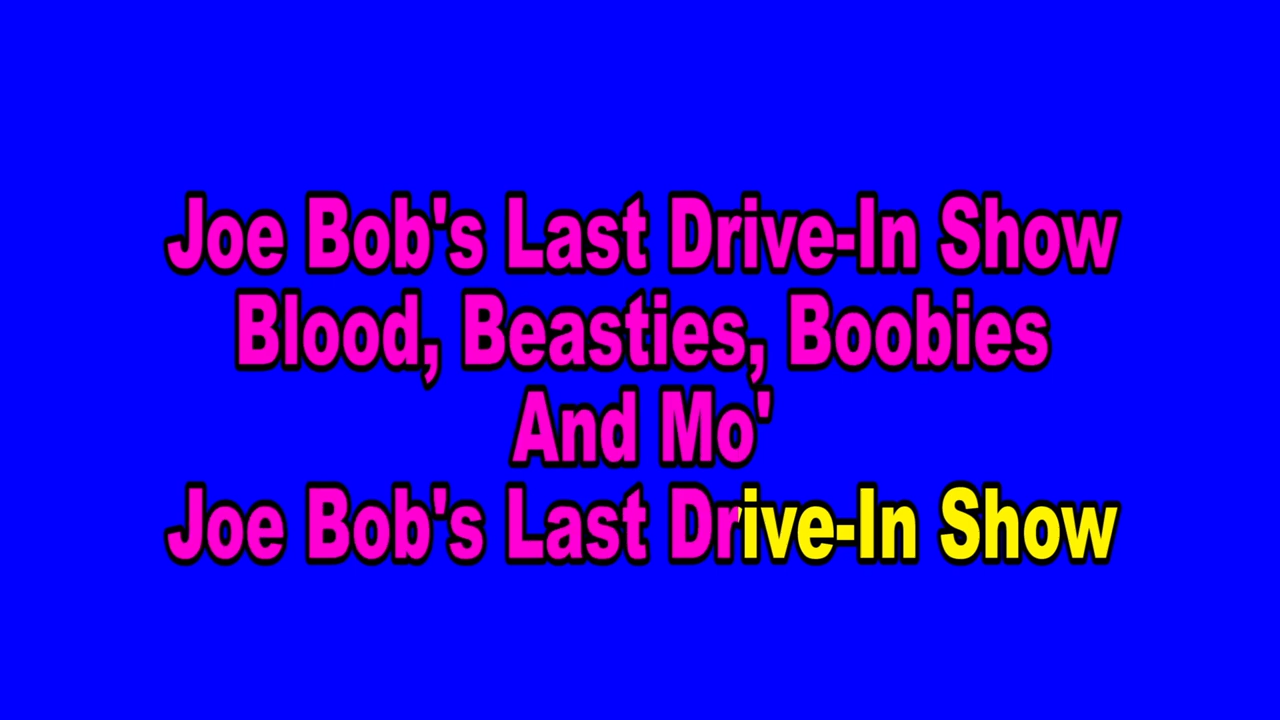 Joe Bob's Last Drive-In Show
Blood, Beasties, Boobies
And Mo'
Joe Bob's Last Drive-In Show